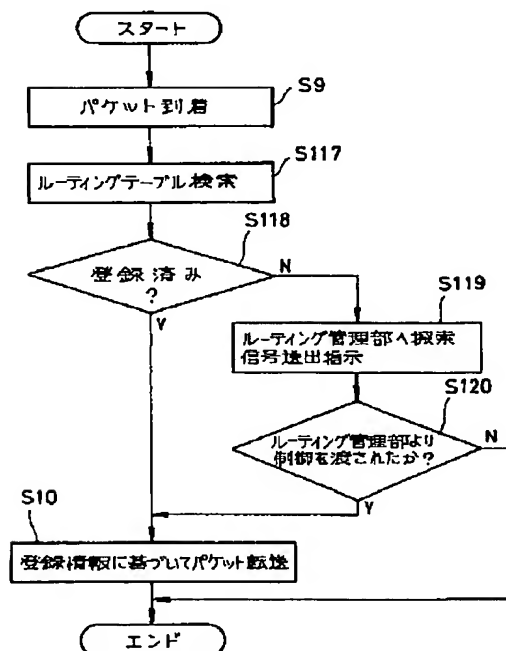 スタート
S9
パケット到着
S117
ルーティングテーブル検索
S118
登録済み
?
N
Y
S119
ルーティング管理部へ探索
信号送出指示
S120
ルーティング管理部より
制御を渡されたか?
N
Y
S10
登録情報に基づいてパケット転送
エンド